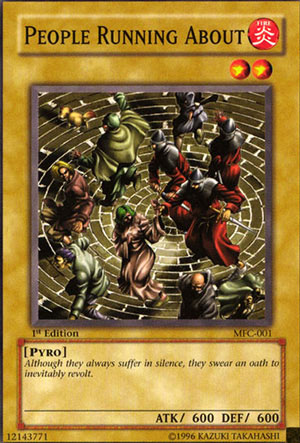 PEOPLE RUNNING ABOUT
FIRE
炎
1st Edition
MFC-001
[PYRO]
Although they always suffer in silence, they swear an oath to
inevitably revolt.
ATK/ 600 DEF/ 600
12143771
©1996 KAZUKI TAKAHASHI